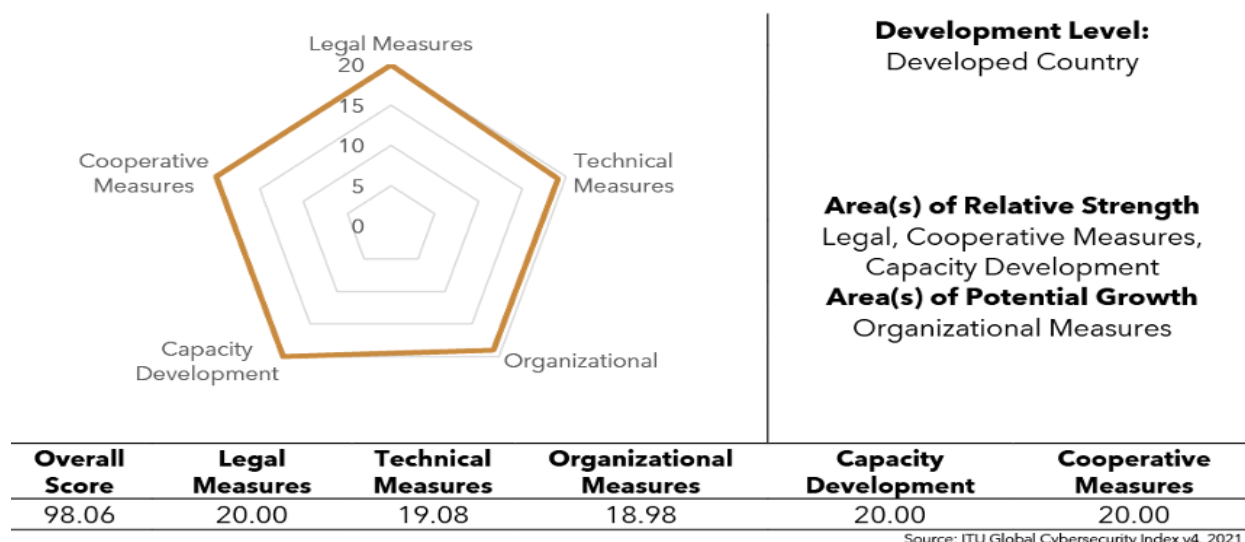 Legal Measures
20
15
10
5
0
Cooperative
Measures
Technical
Measures
Capacity
Development
Organizational
Development Level:
Developed Country
Area(s) of Relative Strength
Legal, Cooperative Measures,
Capacity Development
Area(s) of Potential Growth
Organizational Measures
Overall Score Legal Measures Technical Measures Organizational Measures Capacity Development Cooperative Measures
98.06 20.00 19.08 18.98 20.00 20.00
Source: ITU Global Cybersecurity Index v4, 2021